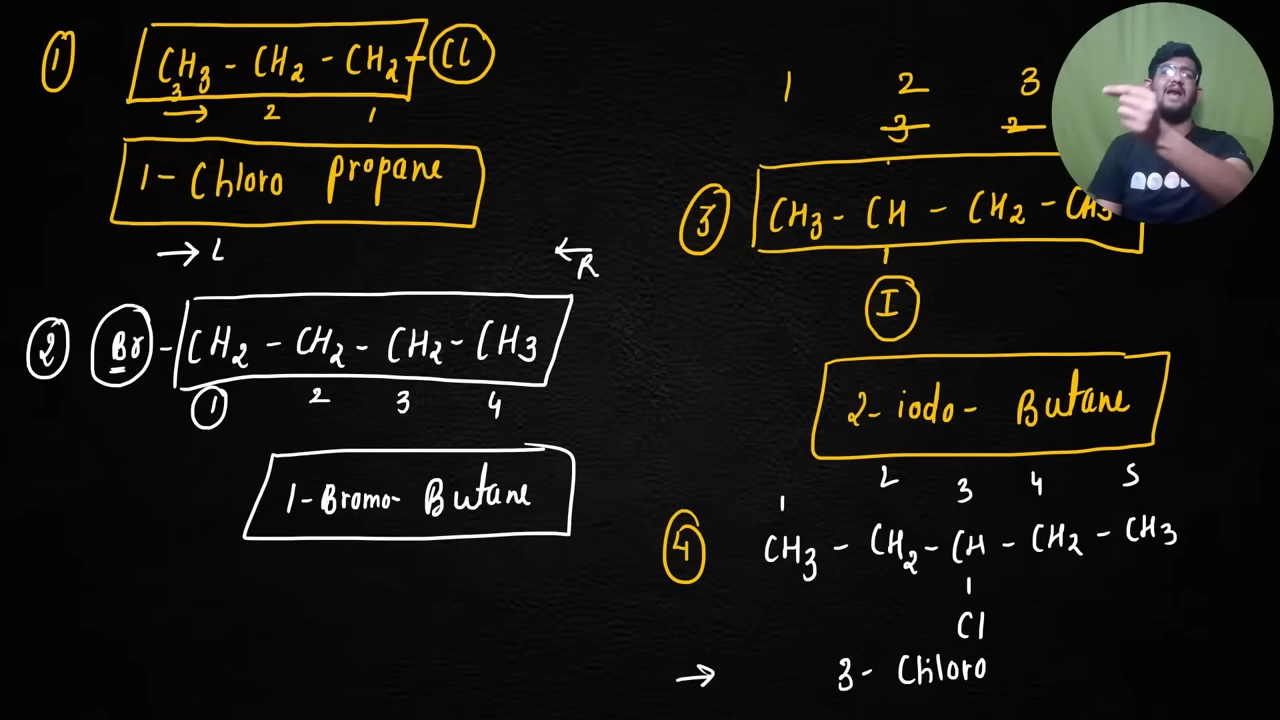 1 CH3 - CH2 - CH2 - Cl
3 2 1
1- Chloro propane
→ L ← R
2 Br - CH2 - CH2 - CH2 - CH3
1 2 3 4
1- Bromo- Butane
1 2 3
3 2
3 CH3 - CH - CH2 - CH3
I
2- iodo- Butane
1 2 3 4 5
4 CH3 - CH2 - CH - CH2 - CH3
Cl
→ 3- Chloro